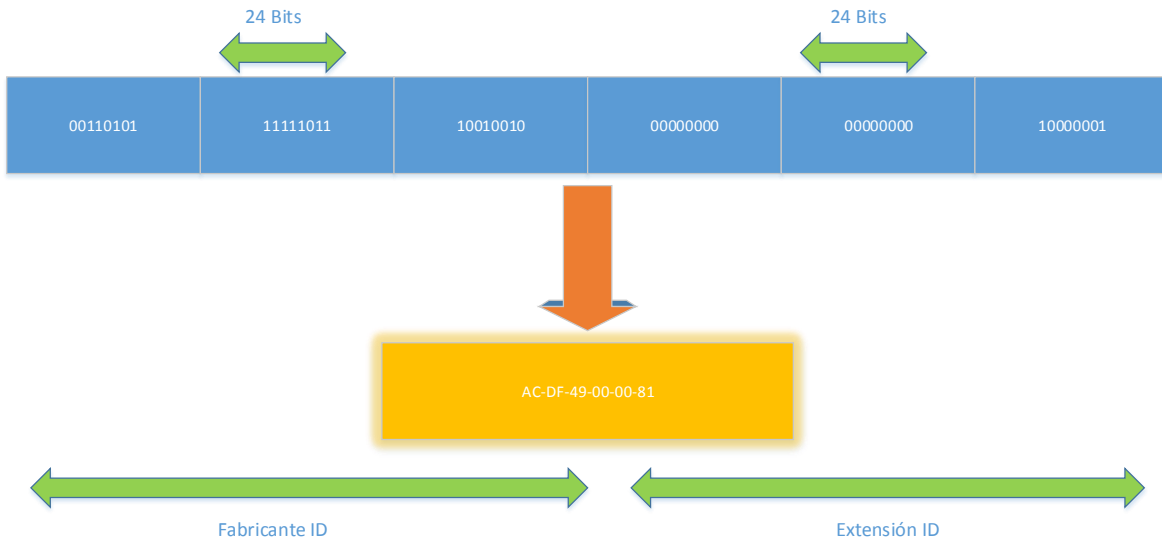 24 Bits
24 Bits
00110101 11111011 10010010 00000000 00000000 10000001
AC-DF-49-00-00-81
Fabricante ID
Extensión ID